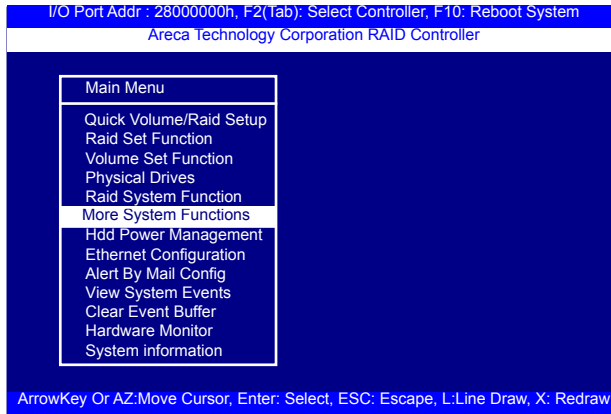 I/O Port Addr : 28000000h, F2(Tab): Select Controller, F10: Reboot System
Areca Technology Corporation RAID Controller
Main Menu
Quick Volume/Raid Setup
Raid Set Function
Volume Set Function
Physical Drives
Raid System Function
More System Functions
Hdd Power Management
Ethernet Configuration
Alert By Mail Config
View System Events
Clear Event Buffer
Hardware Monitor
System information
ArrowKey Or AZ:Move Cursor, Enter: Select, ESC: Escape, L:Line Draw, X: Redraw